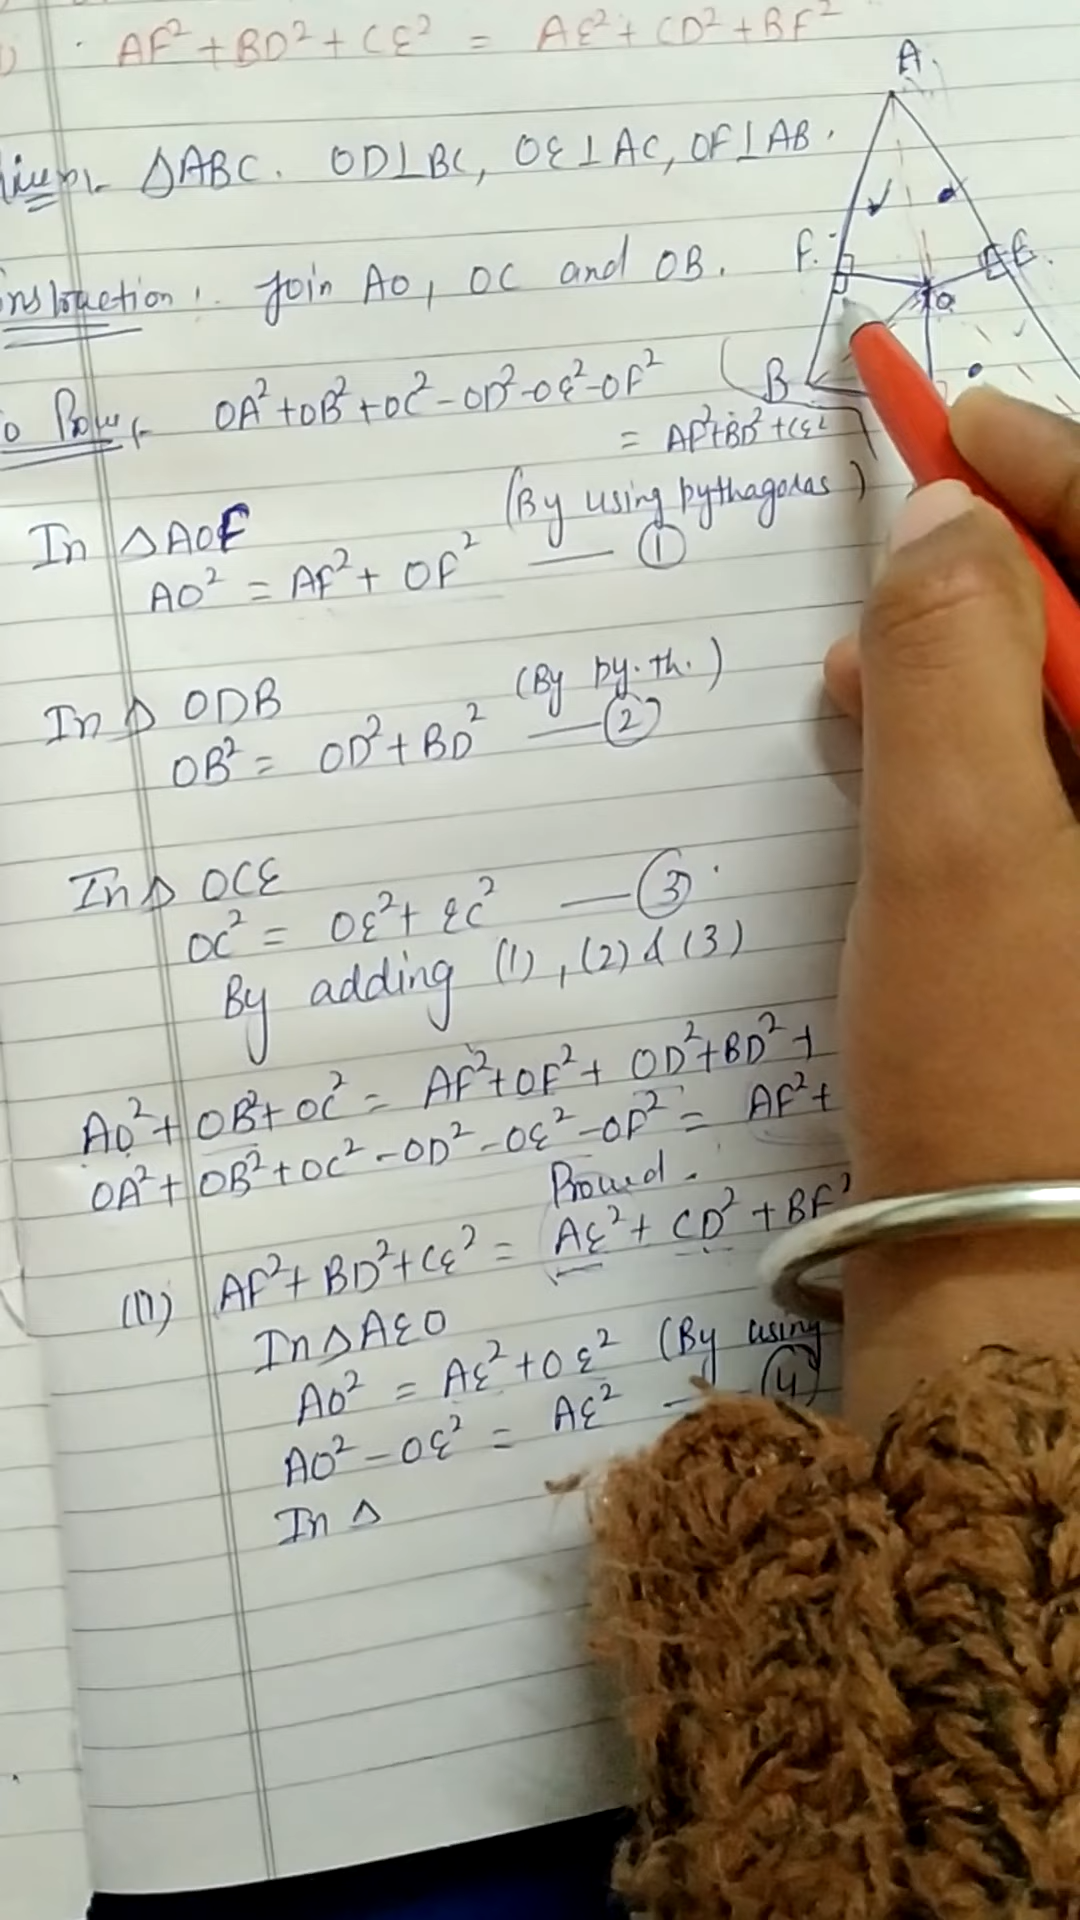 AF² + BD² + CE² = AE² + CD² + BF²
ΔABC. OD⊥BC, OE⊥AC, OF⊥AB.
Join AO, OC and OB.
OA² + OB² + OC² - OD² - OE² - OF²
= AF² + BD² + CE²
A
F.
E.
O
B
In ΔAOF (By using pythagoras)
AO² = AF² + OF² — ①
In Δ ODB (By py. th.)
OB² = OD² + BD² — ②
In Δ OCE
OC² = OE² + EC² — ③
By adding (1), (2) & (3)
AO² + OB² + OC² = AF² + OF² + OD² + BD² +
OA² + OB² + OC² - OD² - OE² - OF² = AF² +
Proved.
(ii) AF² + BD² + CE² = AE² + CD² + BF²
In ΔAEO
AO² = AE² + OE² (By using
AO² - OE² = AE² — ④
In Δ